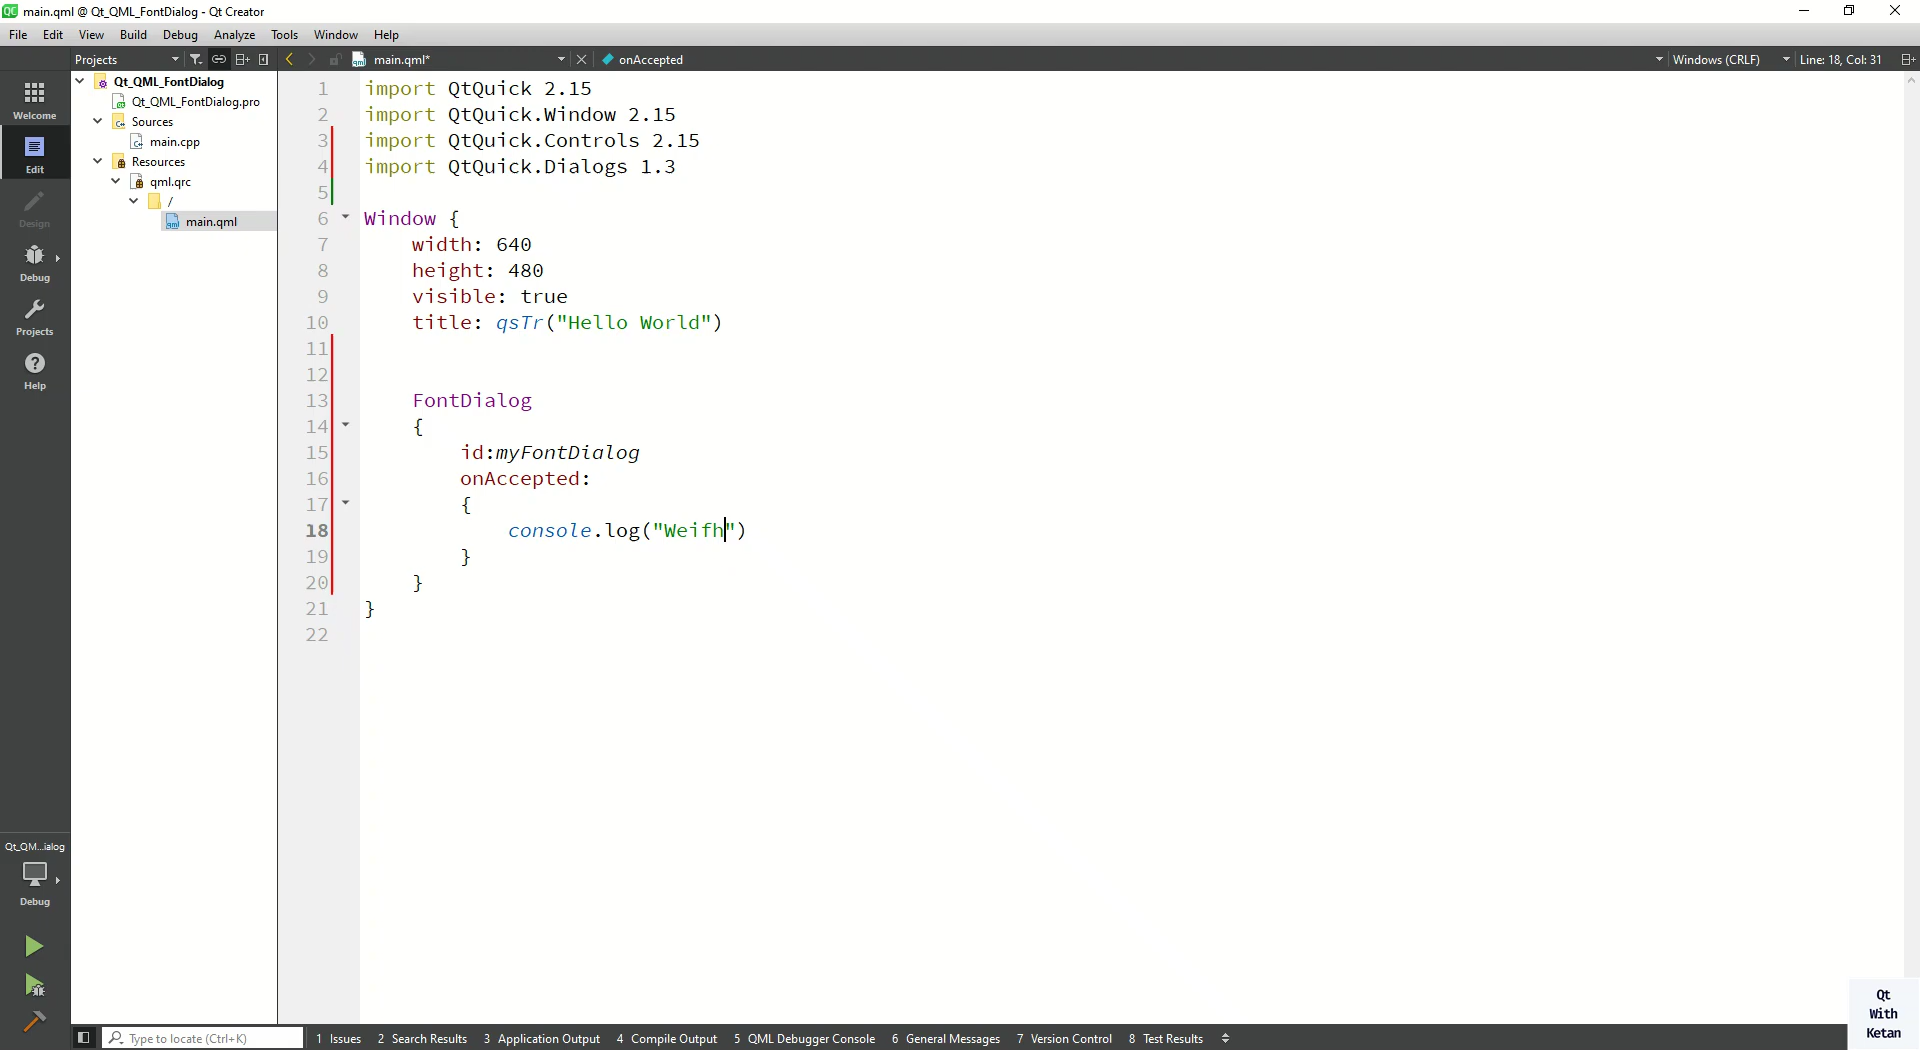 main.qml @ Qt_QML_FontDialog - Qt Creator
File Edit View Build Debug Analyze Tools Window Help
Projects main.qml* onAccepted Windows (CRLF) Line: 18, Col: 31
Welcome
Edit
Design
Debug
Projects
Help
Qt_QML_FontDialog
Qt_QML_FontDialog.pro
Sources
main.cpp
Resources
qml.qrc
/
main.qml
1 import QtQuick 2.15
2 import QtQuick.Window 2.15
3 import QtQuick.Controls 2.15
4 import QtQuick.Dialogs 1.3
5
6 Window {
7 width: 640
8 height: 480
9 visible: true
10 title: qsTr("Hello World")
11
12
13 FontDialog
14 {
15 id:myFontDialog
16 onAccepted:
17 {
18 console.log("Weifh")
19 }
20 }
21 }
22
Qt_QM...ialog
Debug
Type to locate (Ctrl+K) 1 Issues 2 Search Results 3 Application Output 4 Compile Output 5 QML Debugger Console 6 General Messages 7 Version Control 8 Test Results
Qt
With
Ketan